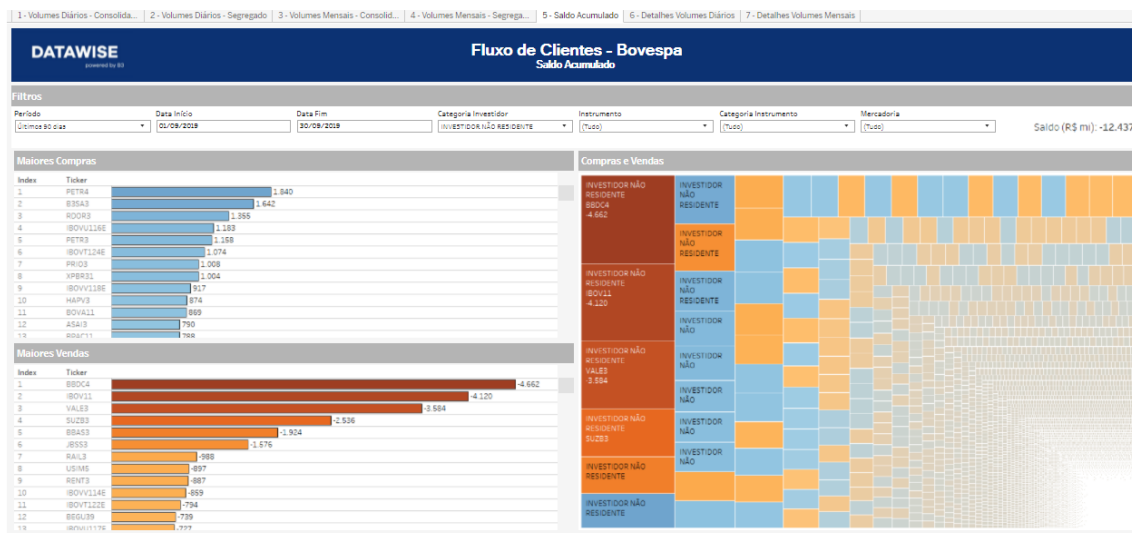 1 - Volumes Diários - Consolida... 2 - Volumes Diários - Segregado 3 - Volumes Mensais - Consolid... 4 - Volumes Mensais - Segrega... 5 - Saldo Acumulado 6 - Detalhes Volumes Diários 7 - Detalhes Volumes Mensais
DATAWISE
powered by B3
Fluxo de Clientes - Bovespa
Saldo Acumulado
Filtros
Período Data Início Data Fim Categoria Investidor Instrumento Categoria Instrumento Mercadoria
Últimos 90 dias 01/09/2019 30/09/2019 INVESTIDOR NÃO RESIDENTE (Tudo) (Tudo) (Tudo) Saldo (R$ mi): -12.437
Maiores Compras
Index Ticker
1 PETR4 1.840
2 B3SA3 1.642
3 RDOR3 1.355
4 IBOVU116E 1.183
5 PETR3 1.158
6 IBOVT124E 1.074
7 PRIO3 1.008
8 XPBR31 1.004
9 IBOVV118E 917
10 HAPV3 874
11 BOVA11 869
12 ASAI3 790
13 BPAC11 788
Maiores Vendas
Index Ticker
1 BBDC4 -4.662
2 IBOV11 -4.120
3 VALE3 -3.584
4 SUZB3 -2.536
5 BBAS3 -1.924
6 JBSS3 -1.576
7 RAIL3 -988
8 USIM5 -897
9 RENT3 -887
10 IBOVV114E -869
11 IBOVT122E -794
12 BEGU39 -739
13 IBOVU117E -727
Compras e Vendas
INVESTIDOR NÃO
RESIDENTE
BBDC4
-4.662
INVESTIDOR NÃO
RESIDENTE
IBOV11
-4.120
INVESTIDOR NÃO
RESIDENTE
VALE3
-3.584
INVESTIDOR NÃO
RESIDENTE
SUZB3
INVESTIDOR NÃO
RESIDENTE
INVESTIDOR NÃO
RESIDENTE
INVESTIDOR
NÃO
RESIDENTE
INVESTIDOR
NÃO
RESIDENTE
INVESTIDOR
NÃO
RESIDENTE
INVESTIDOR
NÃO
INVESTIDOR
NÃO
INVESTIDOR
NÃO
INVESTIDOR
NÃO
INVESTIDOR
NÃO